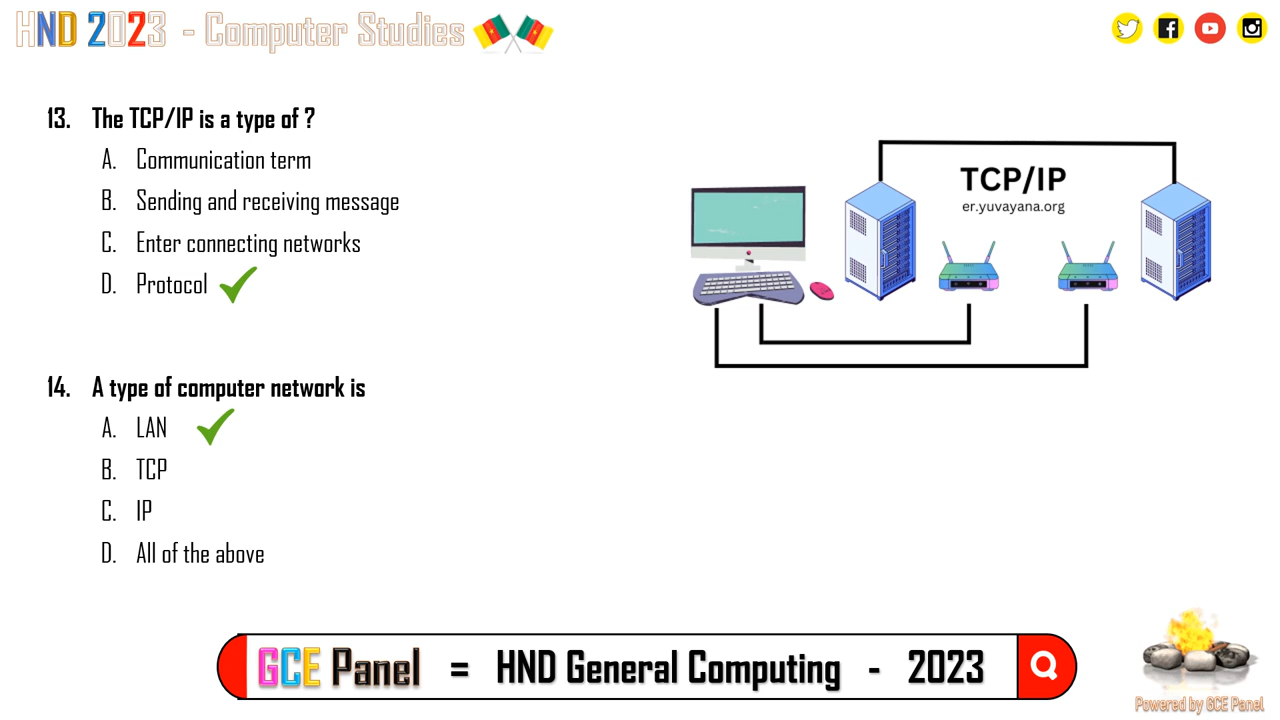 HND 2023 - Computer Studies
13. The TCP/IP is a type of ?
A. Communication term
B. Sending and receiving message
C. Enter connecting networks
D. Protocol
TCP/IP
er.yuvayana.org
14. A type of computer network is
A. LAN
B. TCP
C. IP
D. All of the above
GCE Panel = HND General Computing - 2023
Powered by GCE Panel